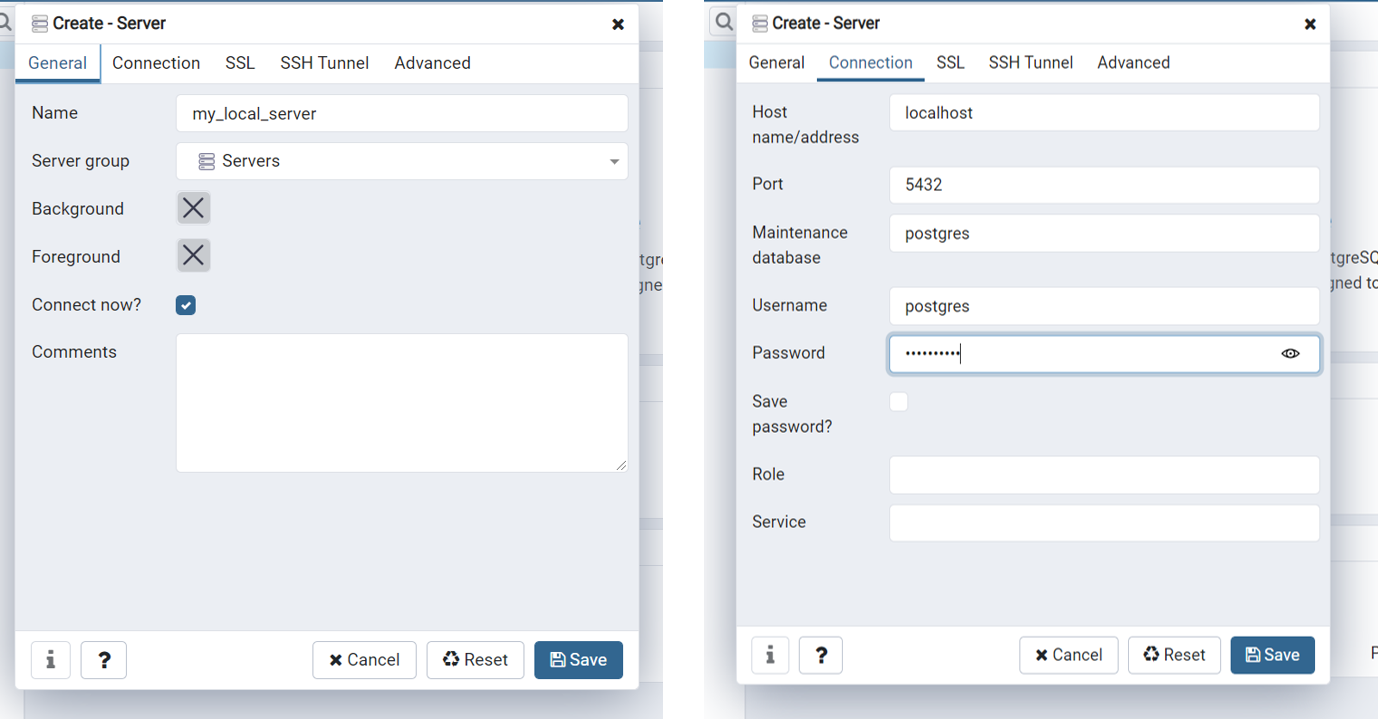 Create - Server
General Connection SSL SSH Tunnel Advanced
Name my_local_server
Server group Servers
Background
Foreground
Connect now?
Comments
i ? Cancel Reset Save
Create - Server
General Connection SSL SSH Tunnel Advanced
Host
name/address
localhost
Port 5432
Maintenance
database
postgres
Username postgres
Password ••••••••••
Save
password?
Role
Service
i ? Cancel Reset Save
tgreSQ
gned to